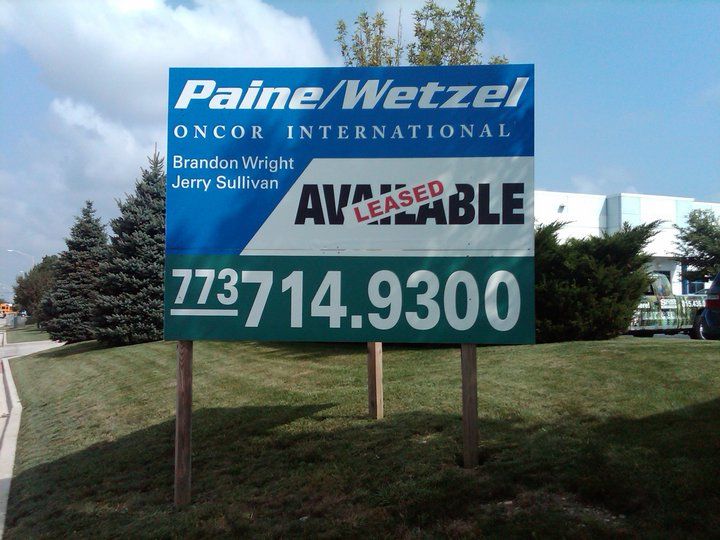 Paine/Wetzel
ONCOR INTERNATIONAL
Brandon Wright
Jerry Sullivan
AVAILABLE
LEASED
773 714.9300